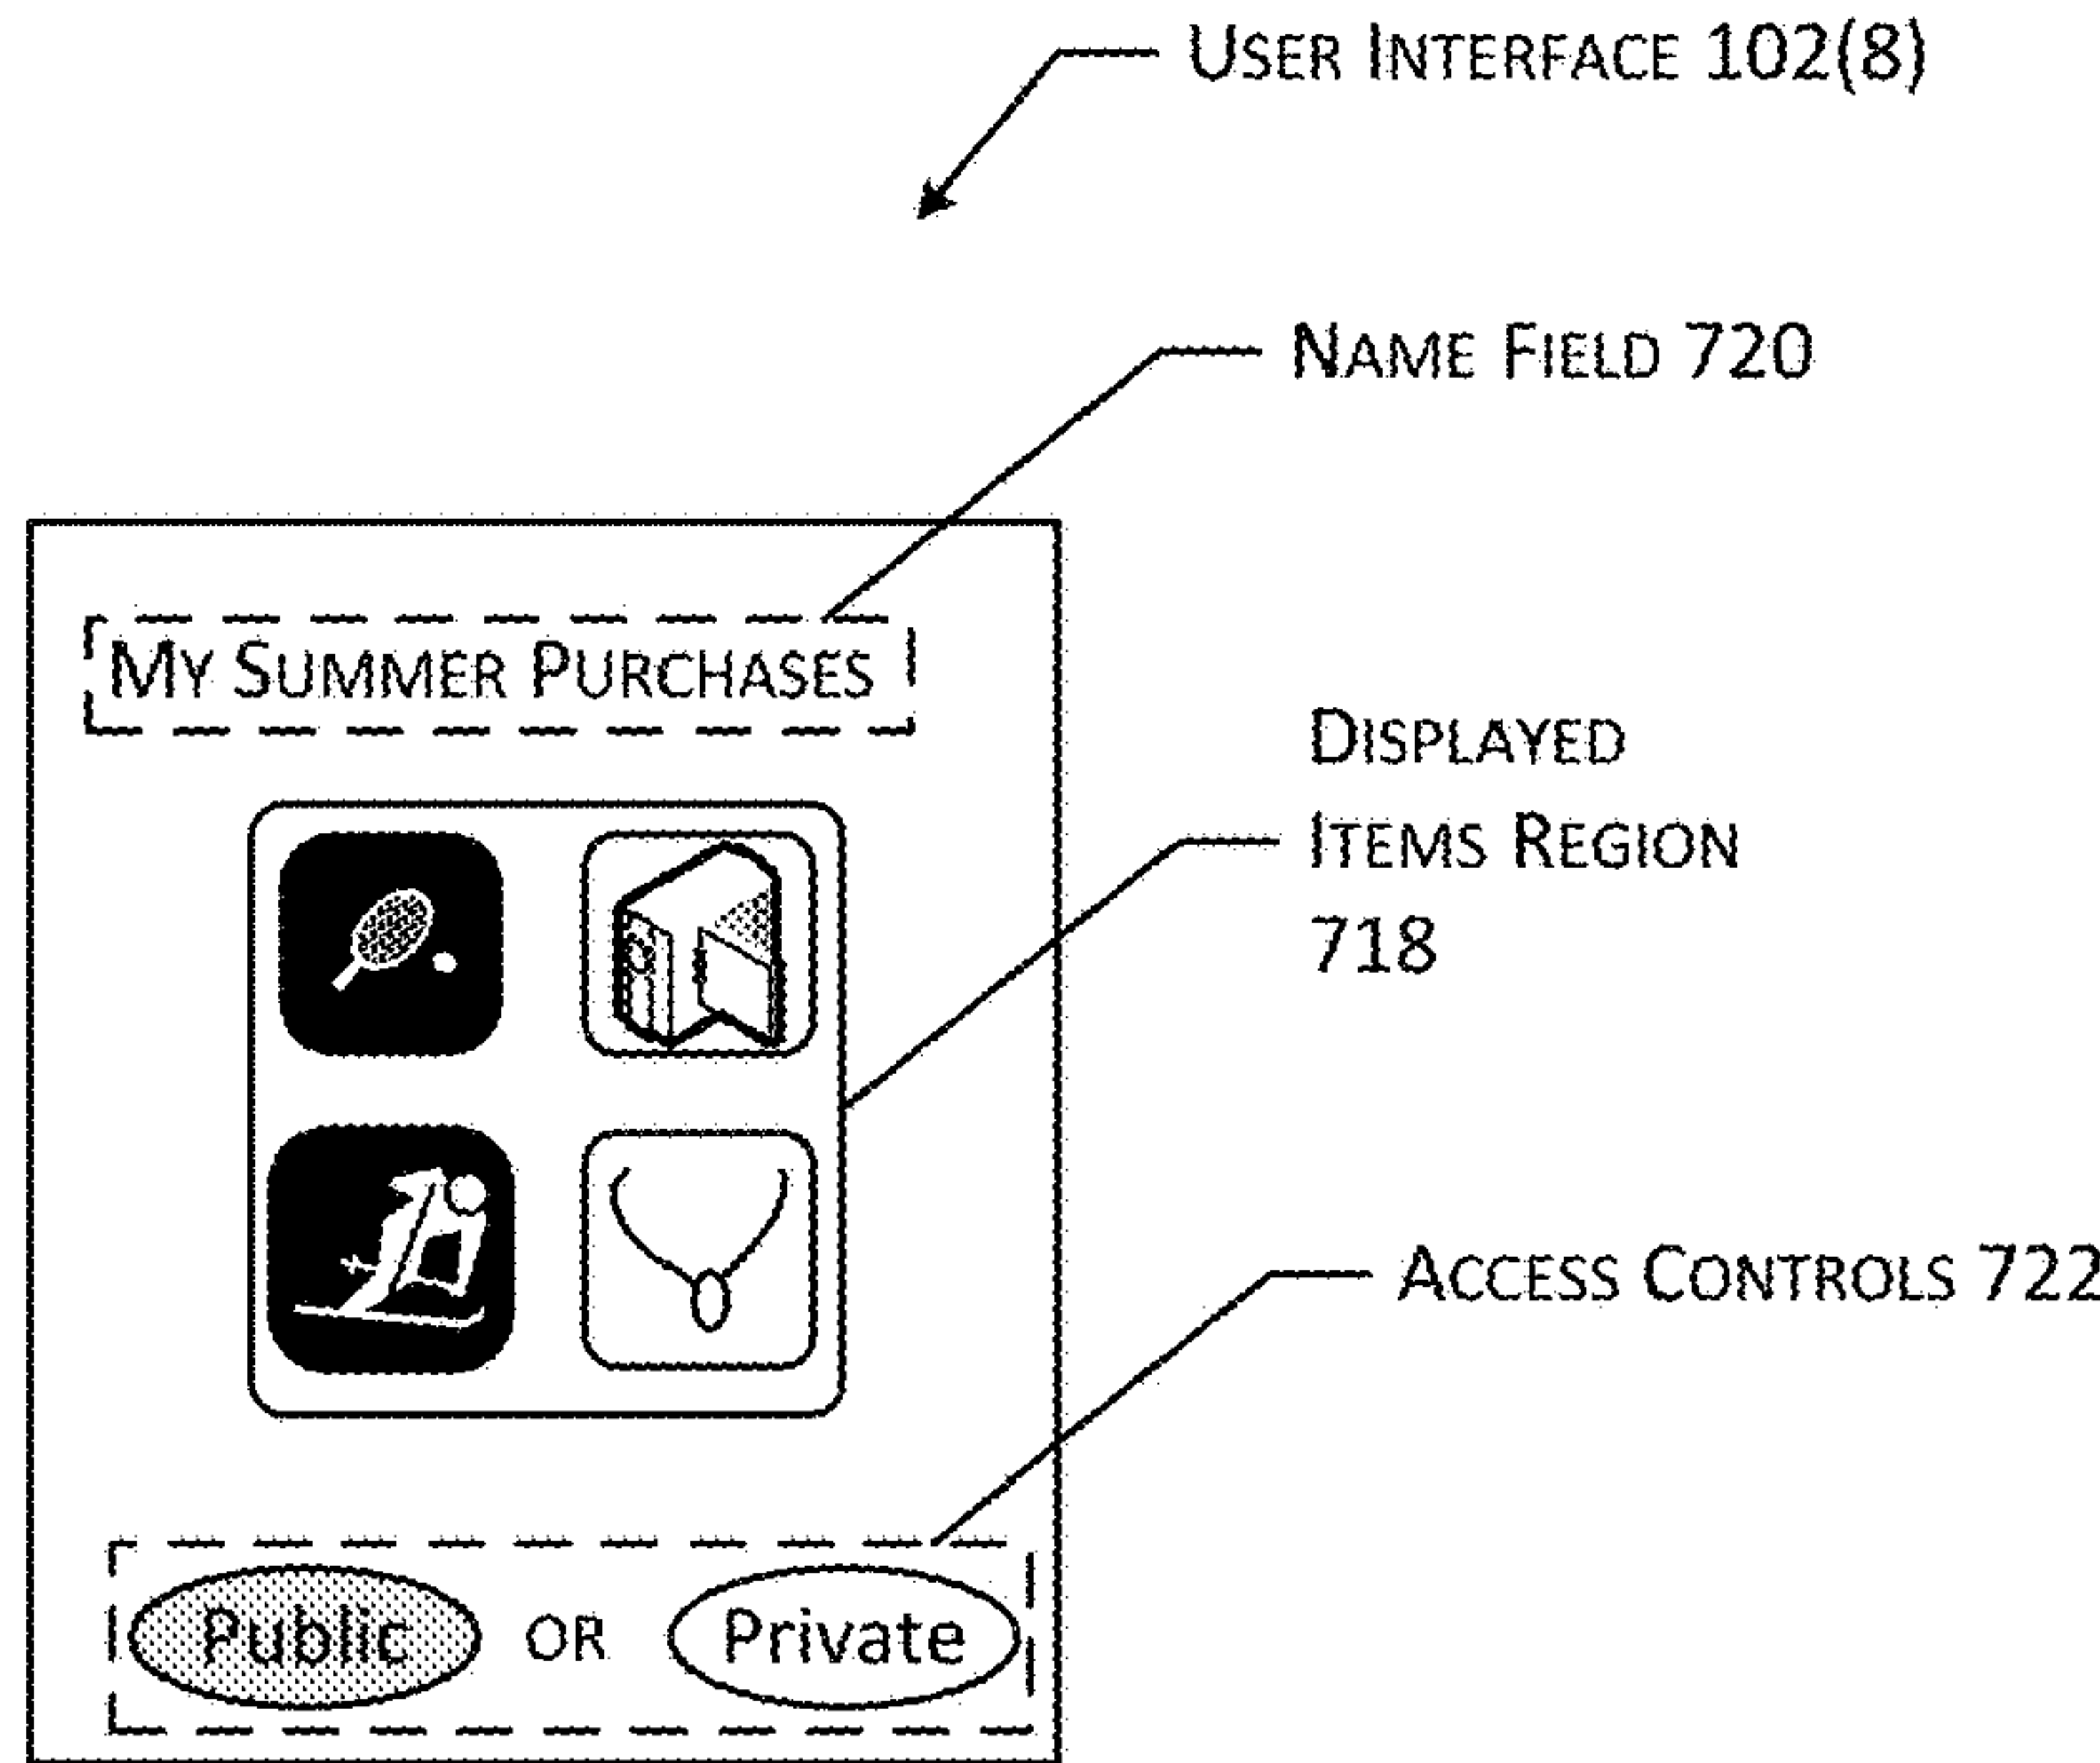 USER INTERFACE 102(8)
NAME FIELD 720
MY SUMMER PURCHASES
DISPLAYED
ITEMS REGION
718
ACCESS CONTROLS 722
Public OR Private